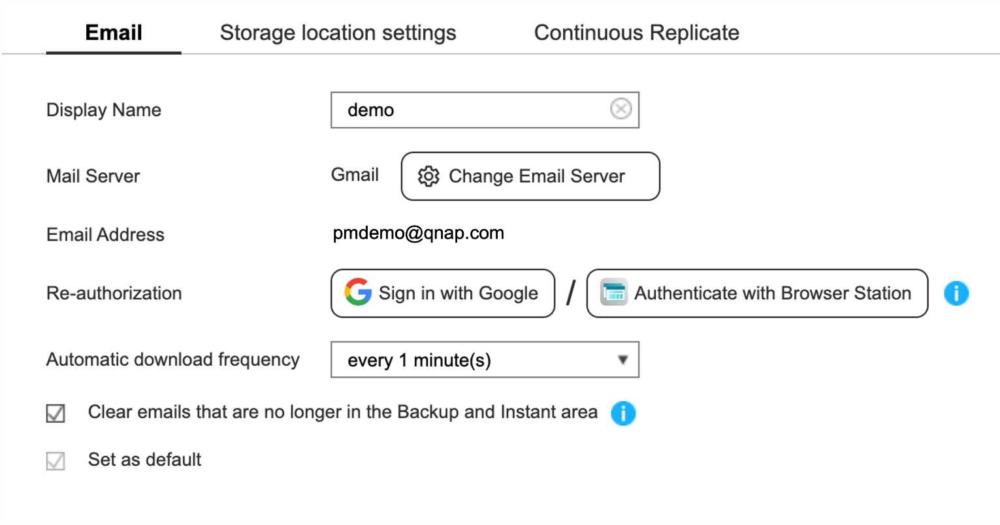 Email Storage location settings Continuous Replicate
Display Name demo
Mail Server Gmail Change Email Server
Email Address pmdemo@qnap.com
Re-authorization Sign in with Google / Authenticate with Browser Station i
Automatic download frequency every 1 minute(s)
Clear emails that are no longer in the Backup and Instant area i
Set as default